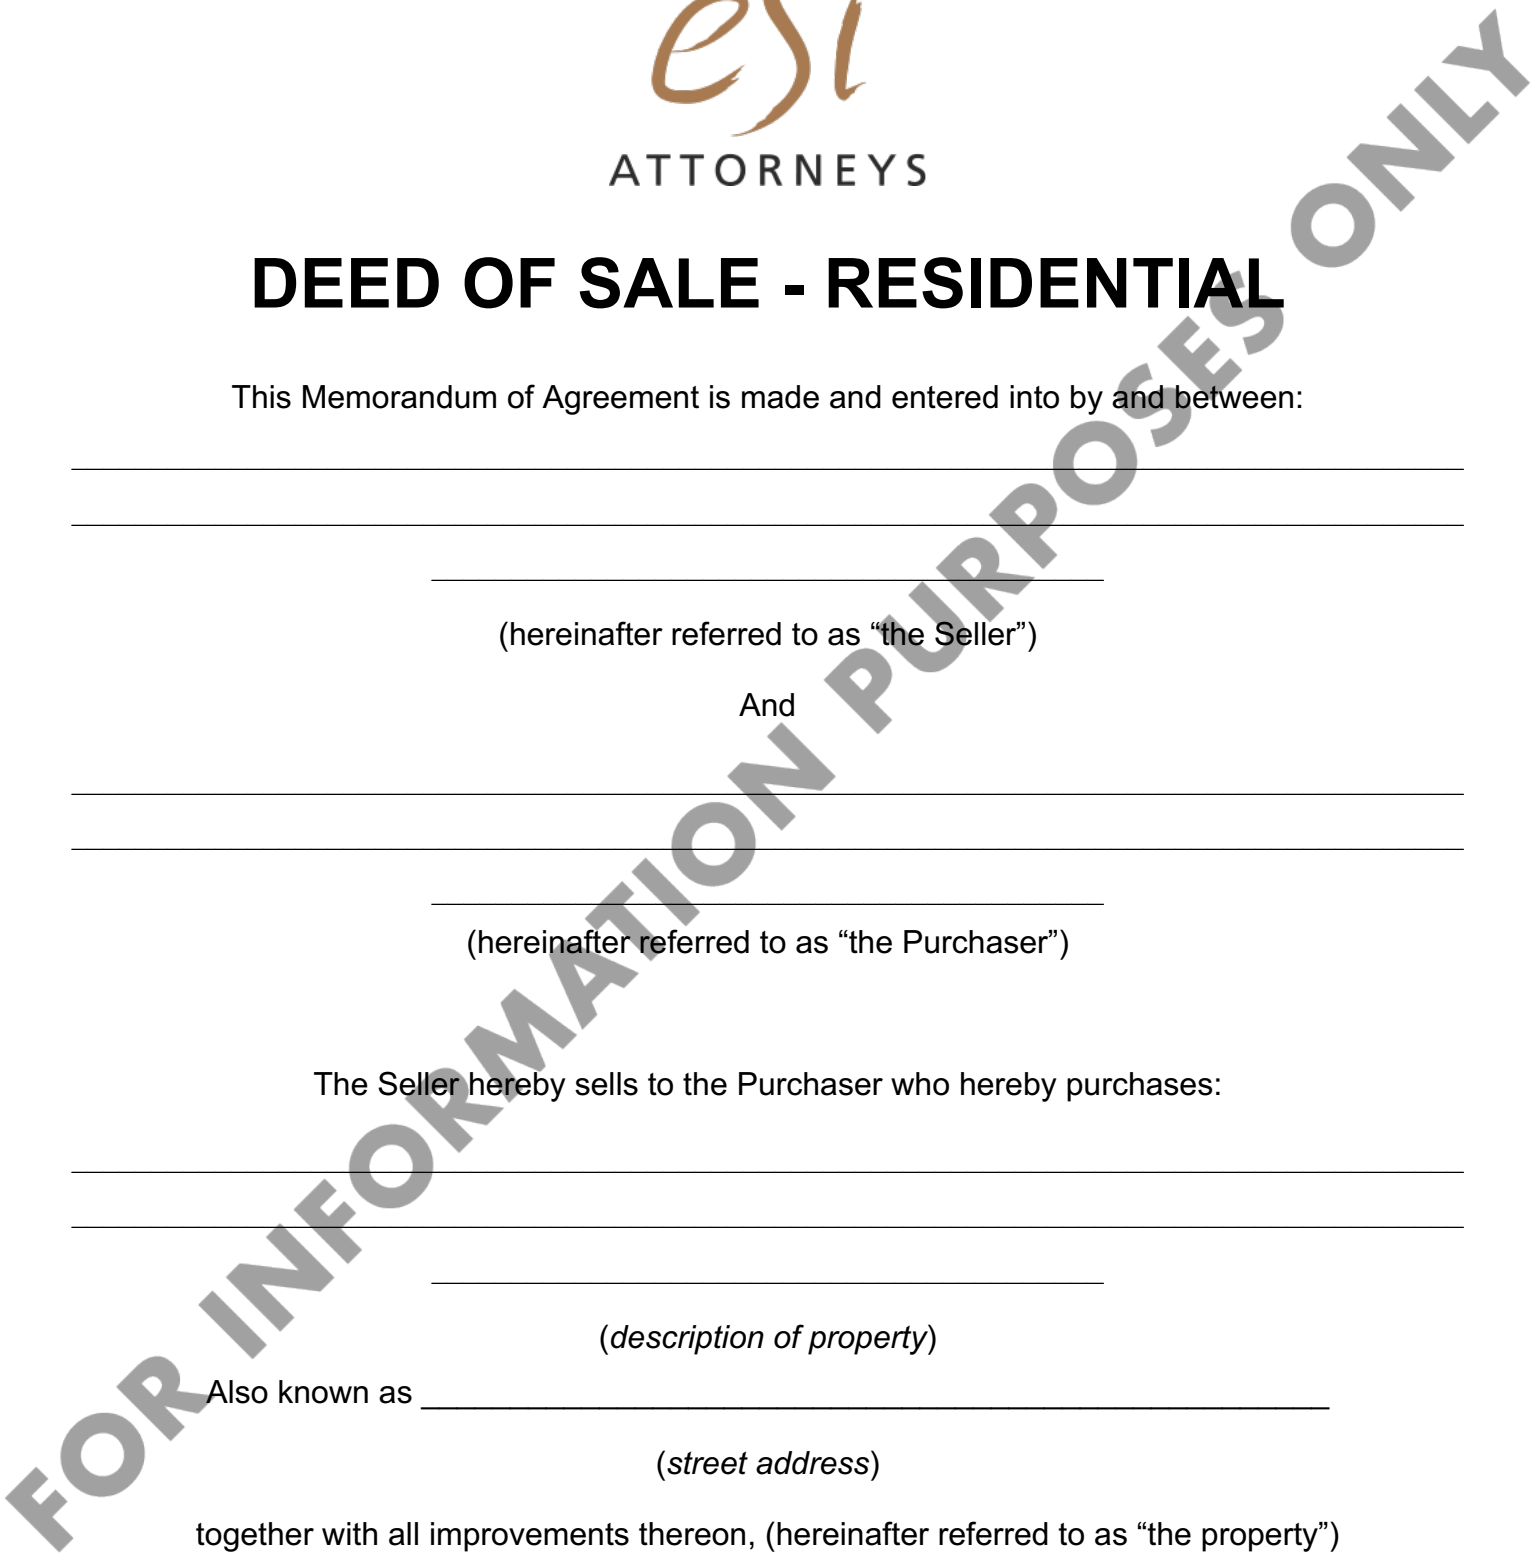 esi
ATTORNEYS
DEED OF SALE - RESIDENTIAL
This Memorandum of Agreement is made and entered into by and between:
(hereinafter referred to as “the Seller”)
And
(hereinafter referred to as “the Purchaser”)
The Seller hereby sells to the Purchaser who hereby purchases:
(description of property)
Also known as ____________________________________________________
(street address)
together with all improvements thereon, (hereinafter referred to as “the property”)
FOR INFORMATION PURPOSES ONLY